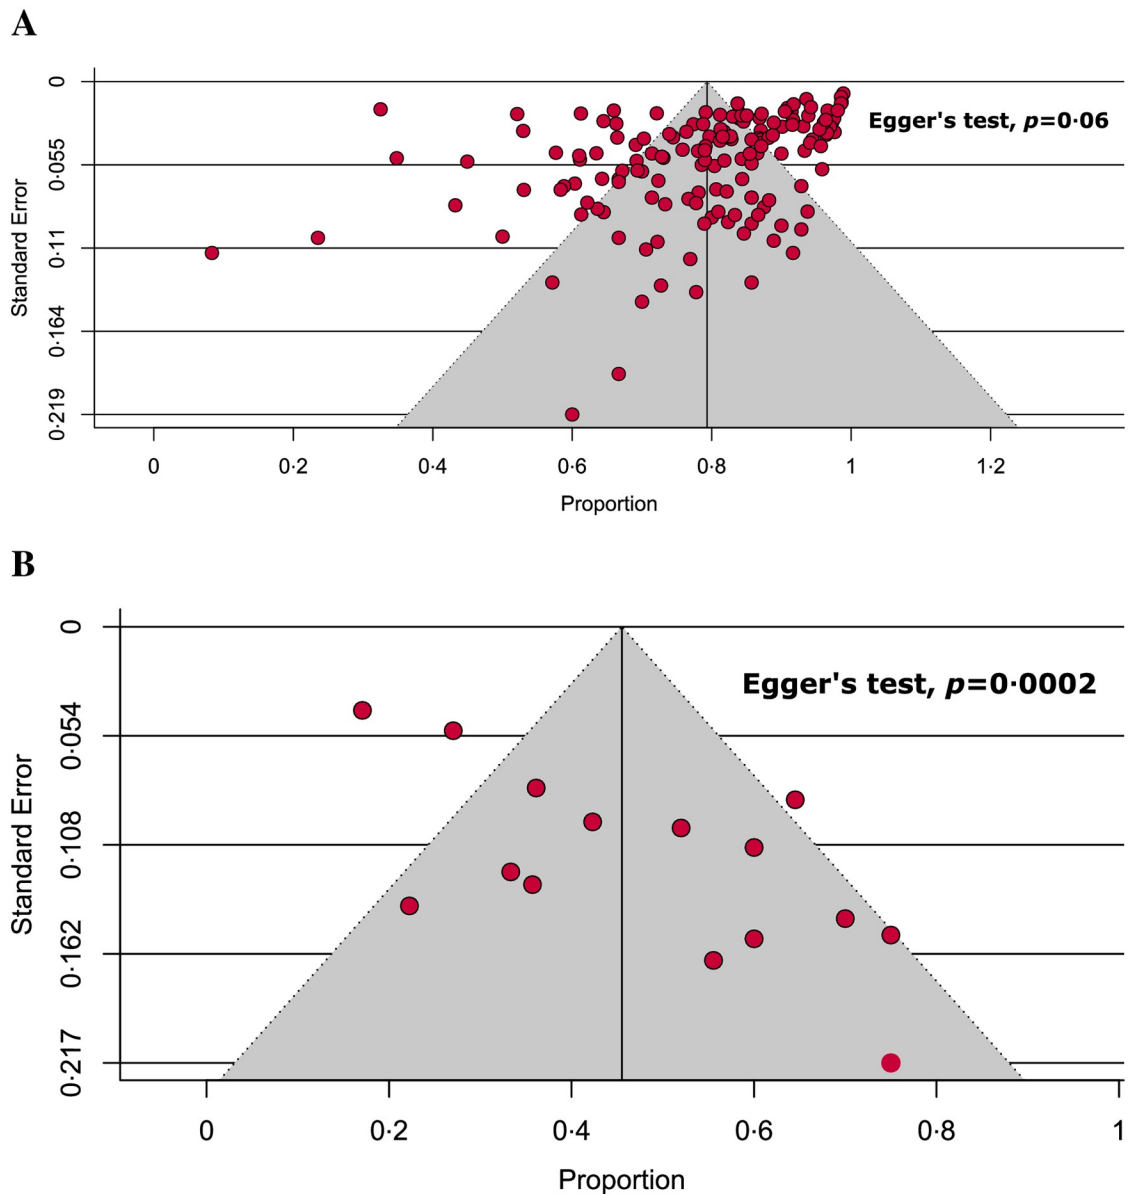 A
Egger's test, p=0·06
Standard Error
0
0·055
0·11
0·164
0·219
0
0·2
0·4
0·6
0·8
1
1·2
Proportion
B
Egger's test, p=0·0002
Standard Error
0
0·054
0·108
0·162
0·217
0
0·2
0·4
0·6
0·8
1
Proportion